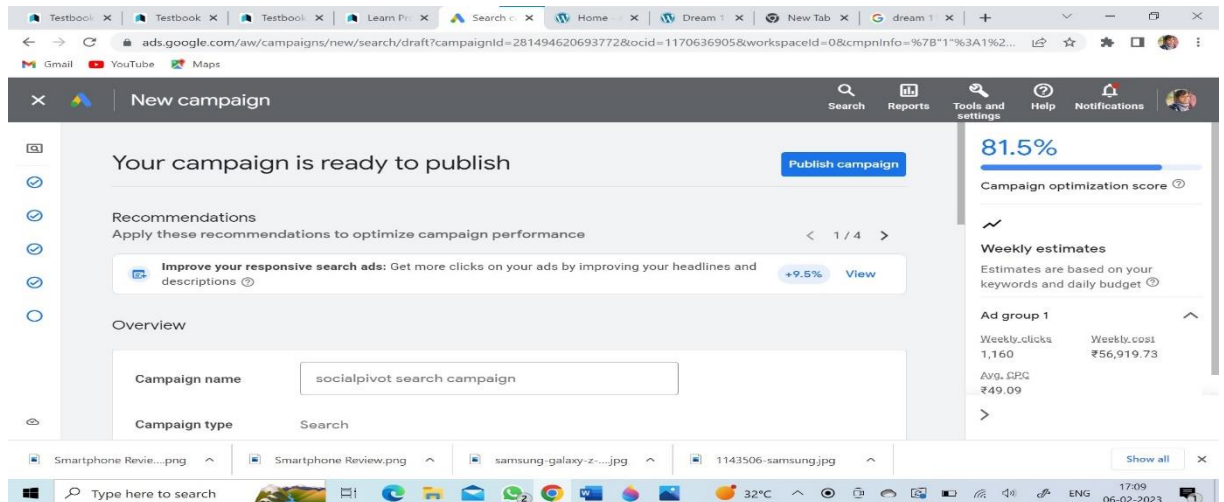 Testbook
Testbook
Testbook
Learn Pr
Search c
Home -
Dream 1
New Tab
dream 1
ads.google.com/aw/campaigns/new/search/draft?campaignId=281494620693772&ocid=1170636905&workspaceId=0&cmpnInfo=%7B"1"%3A1%2...
Gmail
YouTube
Maps
New campaign
Search
Reports
Tools and settings
Help
Notifications
Your campaign is ready to publish
Publish campaign
Recommendations
Apply these recommendations to optimize campaign performance
1 / 4
Improve your responsive search ads: Get more clicks on your ads by improving your headlines and
descriptions
+9.5%
View
Overview
Campaign name
socialpivot search campaign
Campaign type
Search
81.5%
Campaign optimization score
Weekly estimates
Estimates are based on your
keywords and daily budget
Ad group 1
Weekly clicks
Weekly cost
1,160
₹56,919.73
Avg. CPC
₹49.09
Smartphone Revie....png
Smartphone Review.png
samsung-galaxy-z-....jpg
1143506-samsung.jpg
Show all
Type here to search
2
32°C
ENG
17:09
06-02-2023